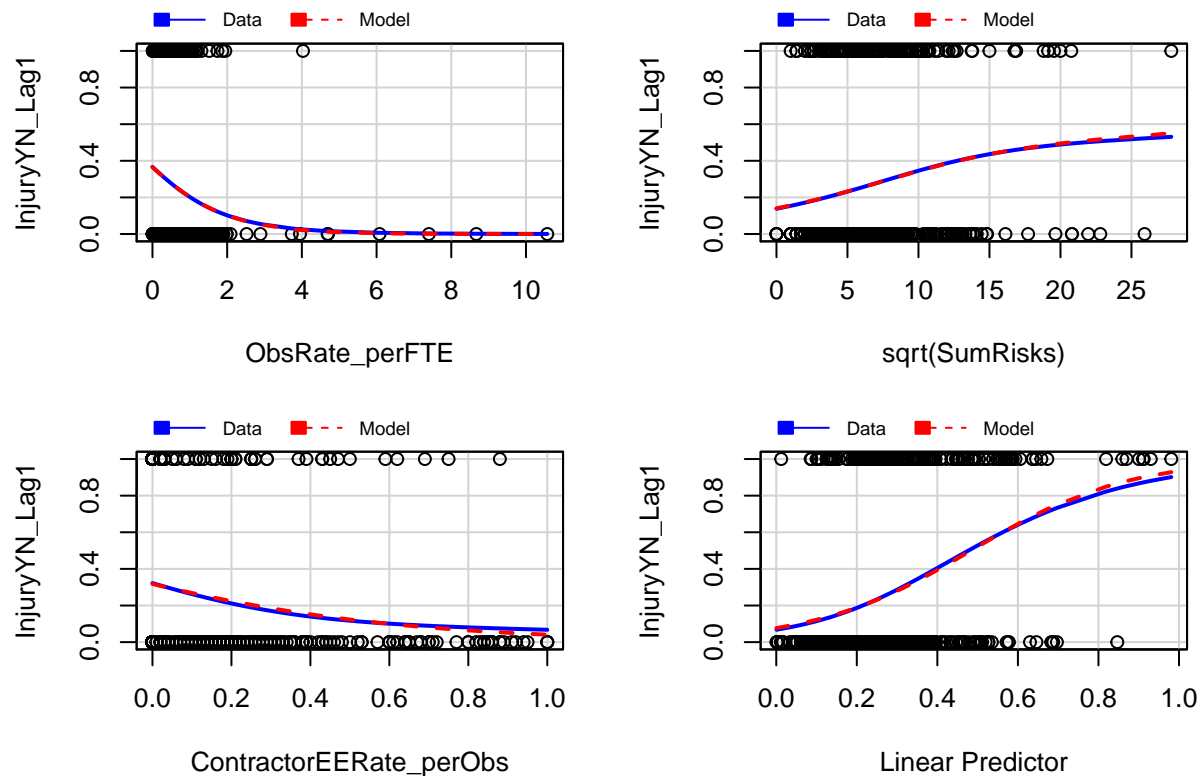 Data Model
InjuryYN_Lag1
0.0 0.4 0.8
0 2 4 6 8 10
ObsRate_perFTE
Data Model
InjuryYN_Lag1
0.0 0.4 0.8
0 5 10 15 20 25
sqrt(SumRisks)
Data Model
InjuryYN_Lag1
0.0 0.4 0.8
0.0 0.2 0.4 0.6 0.8 1.0
ContractorEERate_perObs
Data Model
InjuryYN_Lag1
0.0 0.4 0.8
0.0 0.2 0.4 0.6 0.8 1.0
Linear Predictor